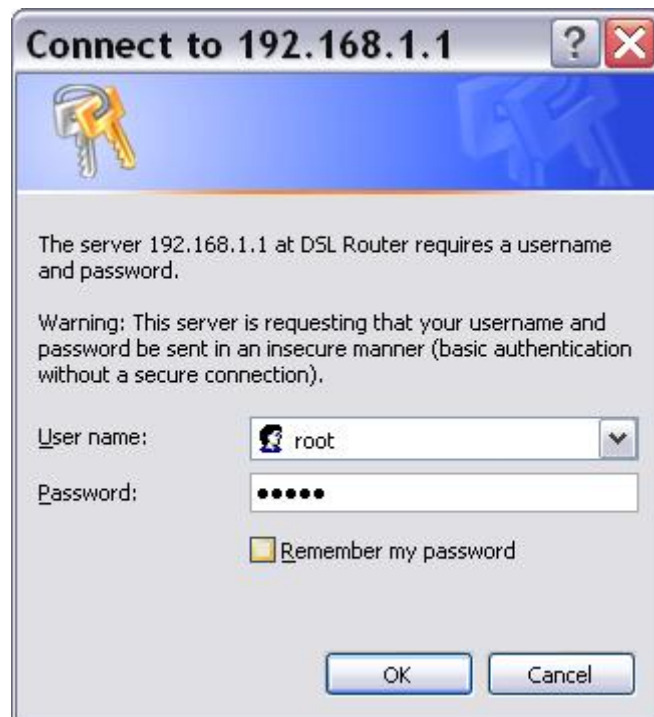 Connect to 192.168.1.1
The server 192.168.1.1 at DSL Router requires a username
and password.
Warning: This server is requesting that your username and
password be sent in an insecure manner (basic authentication
without a secure connection).
User name:
root
Password:
●●●●●
Remember my password
OK
Cancel